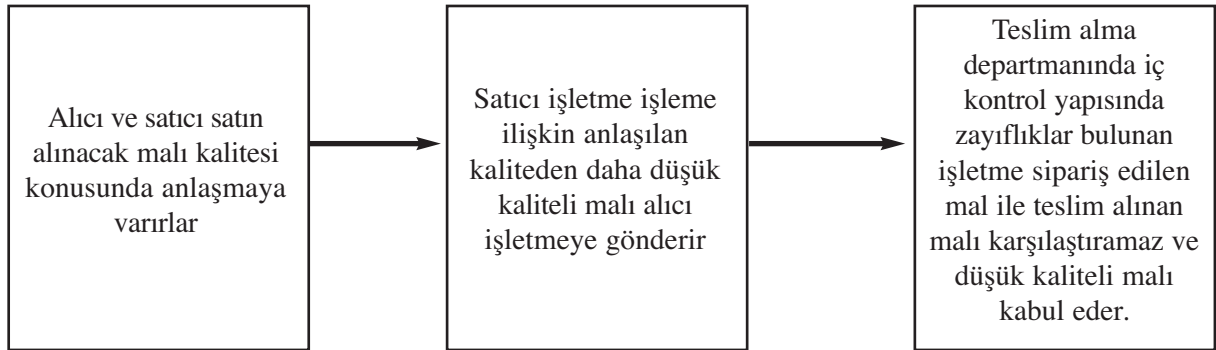 Alıcı ve satıcı satın
alınacak malı kalitesi
konusunda anlaşmaya
varırlar
Satıcı işletme işleme
ilişkin anlaşılan
kaliteden daha düşük
kaliteli malı alıcı
işletmeye gönderir
Teslim alma
departmanında iç
kontrol yapısında
zayıflıklar bulunan
işletme sipariş edilen
mal ile teslim alınan
malı karşılaştıramaz ve
düşük kaliteli malı
kabul eder.